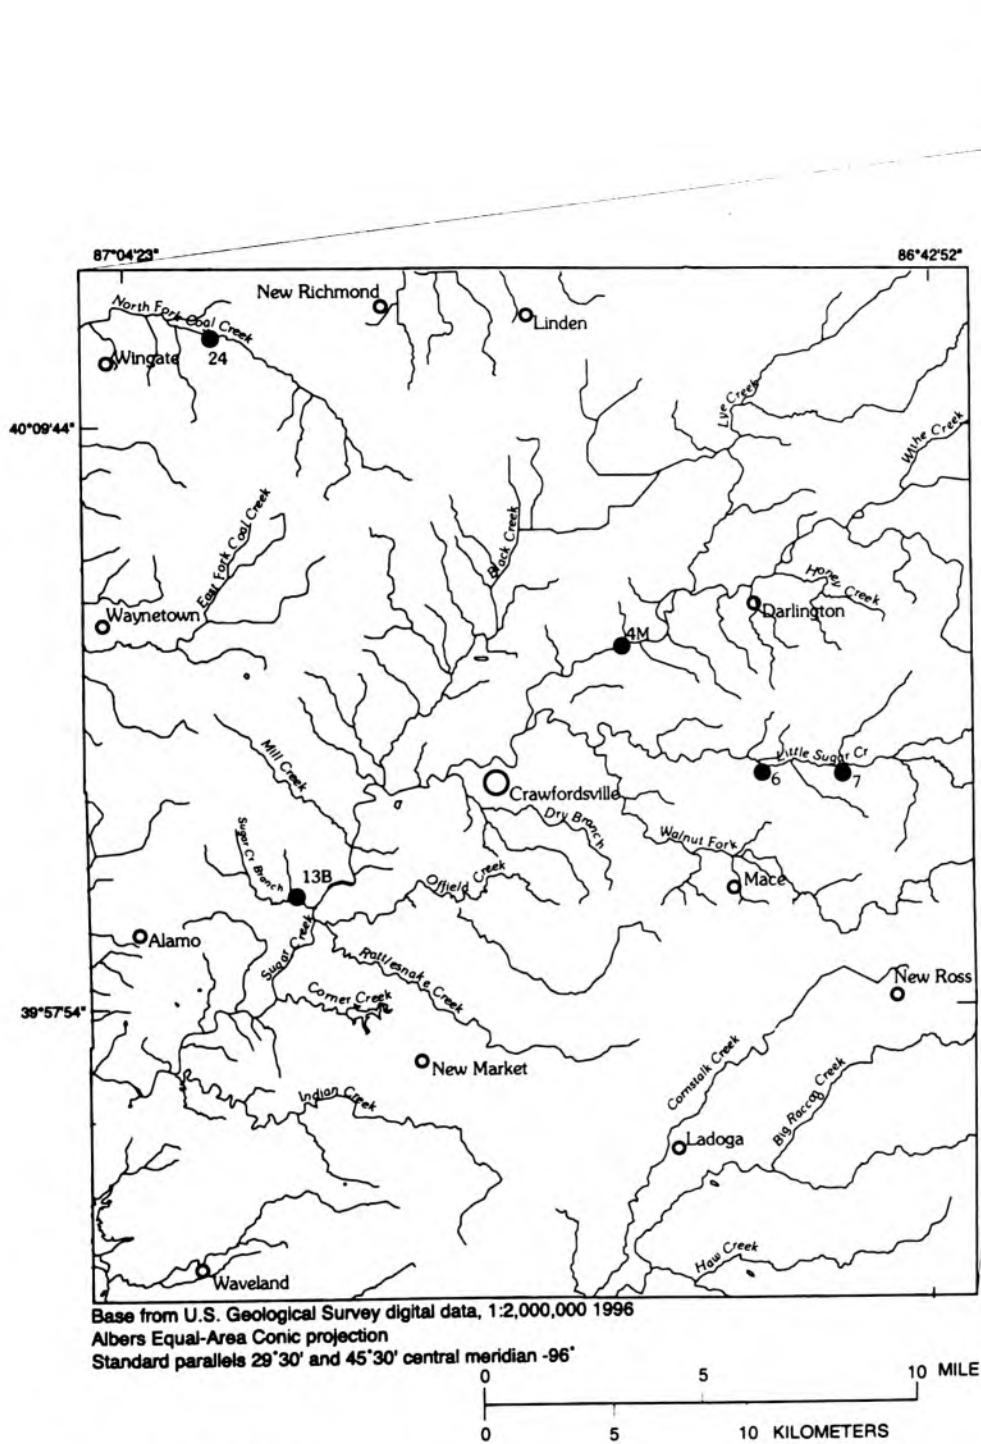 87°04'23"
86°42'52"
North Fork Coal Creek
New Richmond
Linden
Wingate
24
Lye Creek
40°09'44"
Withe Creek
East Fork Coal Creek
Black Creek
Honey Creek
Waynetown
Darlington
4M
Mill Creek
Little Sugar Cr
6
7
Crawfordsville
Dry Branch
Sugar Cr Branch
Walnut Fork
13B
Offield Creek
Mace
Alamo
Sugar Creek
Rattlesnake Creek
New Ross
Corner Creek
39°57'54"
New Market
Cornstalk Creek
Big Raccoon Creek
Indian Creek
Ladoga
Haw Creek
Waveland
Base from U.S. Geological Survey digital data, 1:2,000,000 1996
Albers Equal-Area Conic projection
Standard parallels 29°30' and 45°30' central meridian -96°
0 5 10 MILE
0 5 10 KILOMETERS